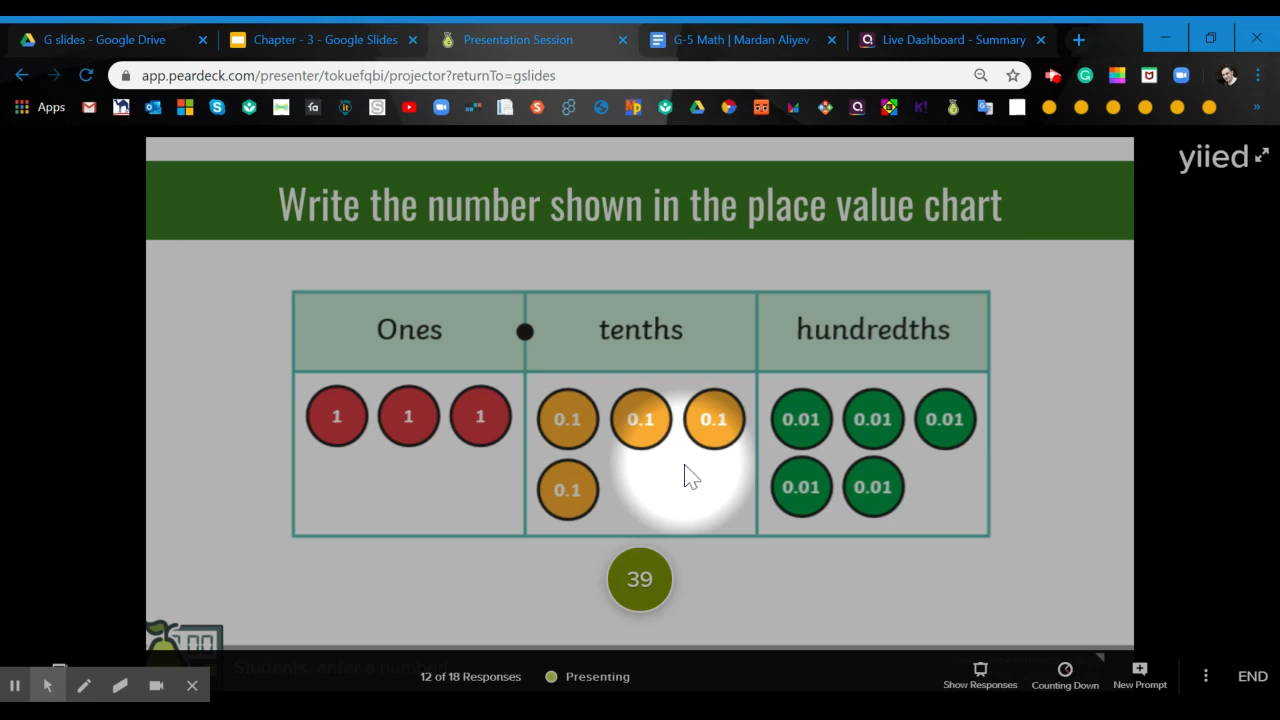 G slides - Google Drive
Chapter - 3 - Google Slides
Presentation Session
G-5 Math | Mardan Aliyev
Live Dashboard - Summary
app.peardeck.com/presenter/tokuefqbi/projector?returnTo=gslides
Apps
yiied
Write the number shown in the place value chart
Ones tenths hundredths
1 1 1 0.1 0.1 0.1 0.01 0.01 0.01
0.1 0.01 0.01
39
Students, enter a number!
12 of 18 Responses
Presenting
Show Responses
Counting Down
New Prompt
END